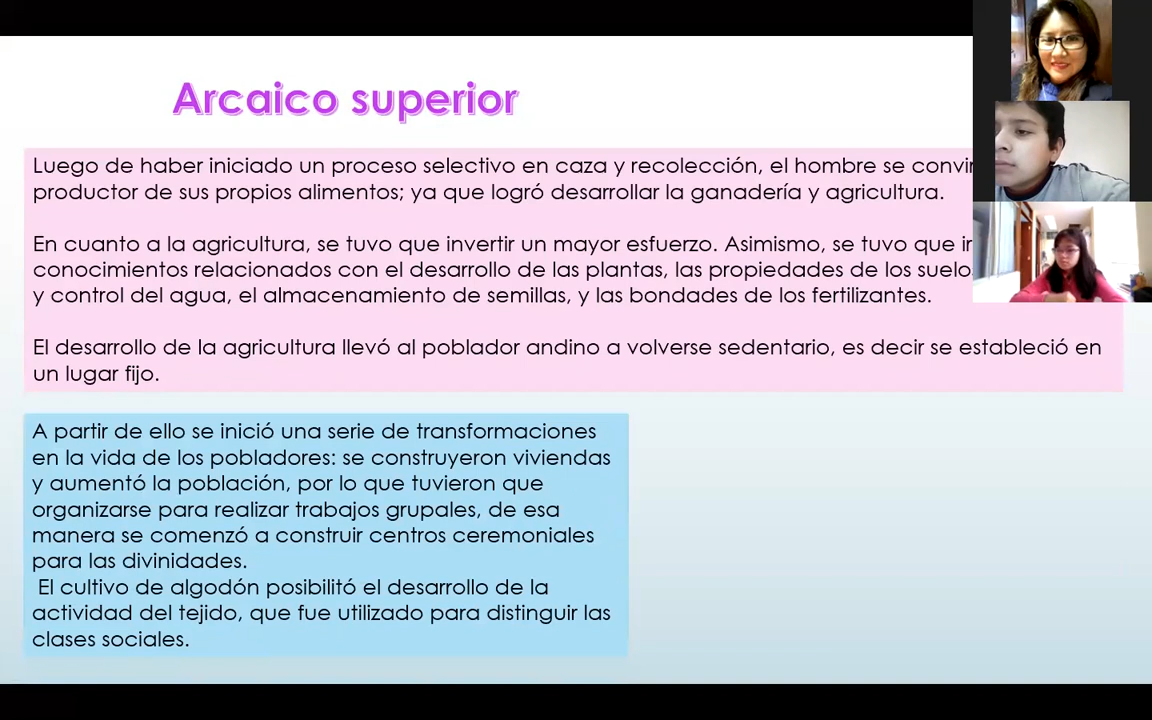 Arcaico superior
Luego de haber iniciado un proceso selectivo en caza y recolección, el hombre se
productor de sus propios alimentos; ya que logró desarrollar la ganadería y agricultura.
En cuanto a la agricultura, se tuvo que invertir un mayor esfuerzo. Asimismo, se tuvo que
conocimientos relacionados con el desarrollo de las plantas, las propiedades de los
y control del agua, el almacenamiento de semillas, y las bondades de los fertilizantes.
El desarrollo de la agricultura llevó al poblador andino a volverse sedentario, es decir se estableció en
un lugar fijo.
A partir de ello se inició una serie de transformaciones
en la vida de los pobladores: se construyeron viviendas
y aumentó la población, por lo que tuvieron que
organizarse para realizar trabajos grupales, de esa
manera se comenzó a construir centros ceremoniales
para las divinidades.
El cultivo de algodón posibilitó el desarrollo de la
actividad del tejido, que fue utilizado para distinguir las
clases sociales.